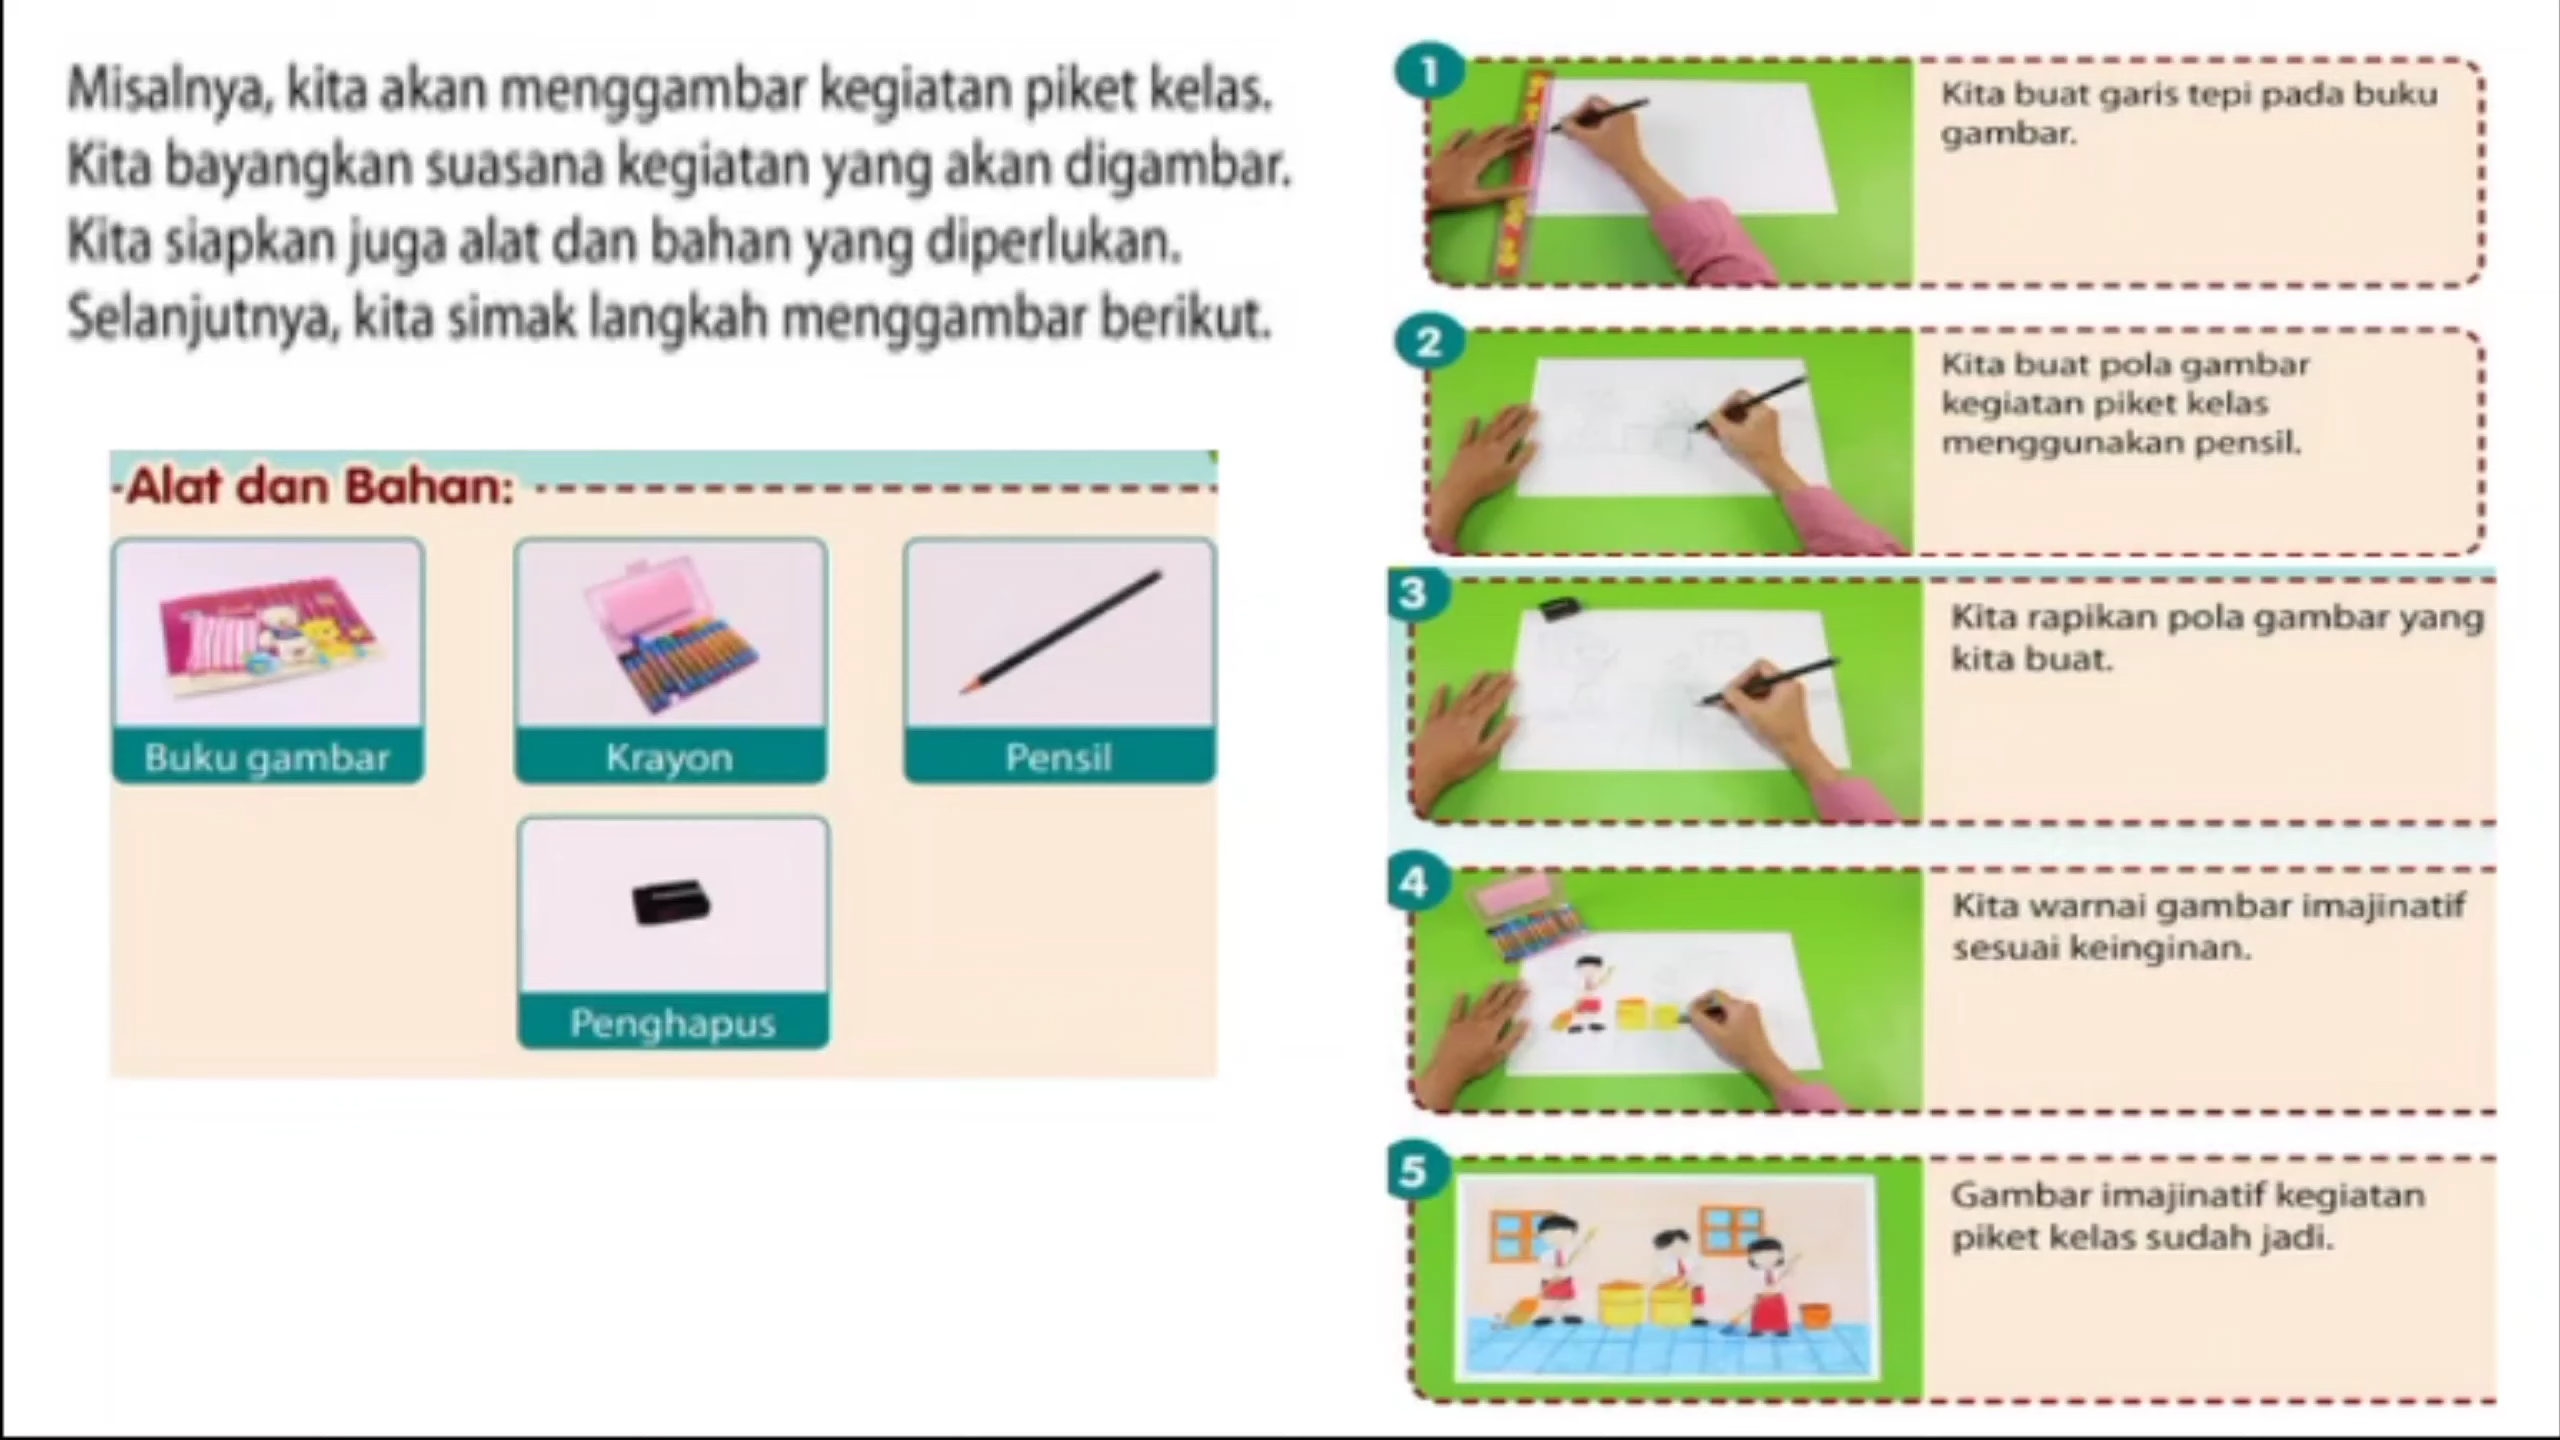 Misalnya, kita akan menggambar kegiatan piket kelas.
Kita bayangkan suasana kegiatan yang akan digambar.
Kita siapkan juga alat dan bahan yang diperlukan.
Selanjutnya, kita simak langkah menggambar berikut.
Alat dan Bahan:
Buku gambar
Krayon
Pensil
Penghapus
1
Kita buat garis tepi pada buku
gambar.
2
Kita buat pola gambar
kegiatan piket kelas
menggunakan pensil.
3
Kita rapikan pola gambar yang
kita buat.
4
Kita warnai gambar imajinatif
sesuai keinginan.
5
Gambar imajinatif kegiatan
piket kelas sudah jadi.